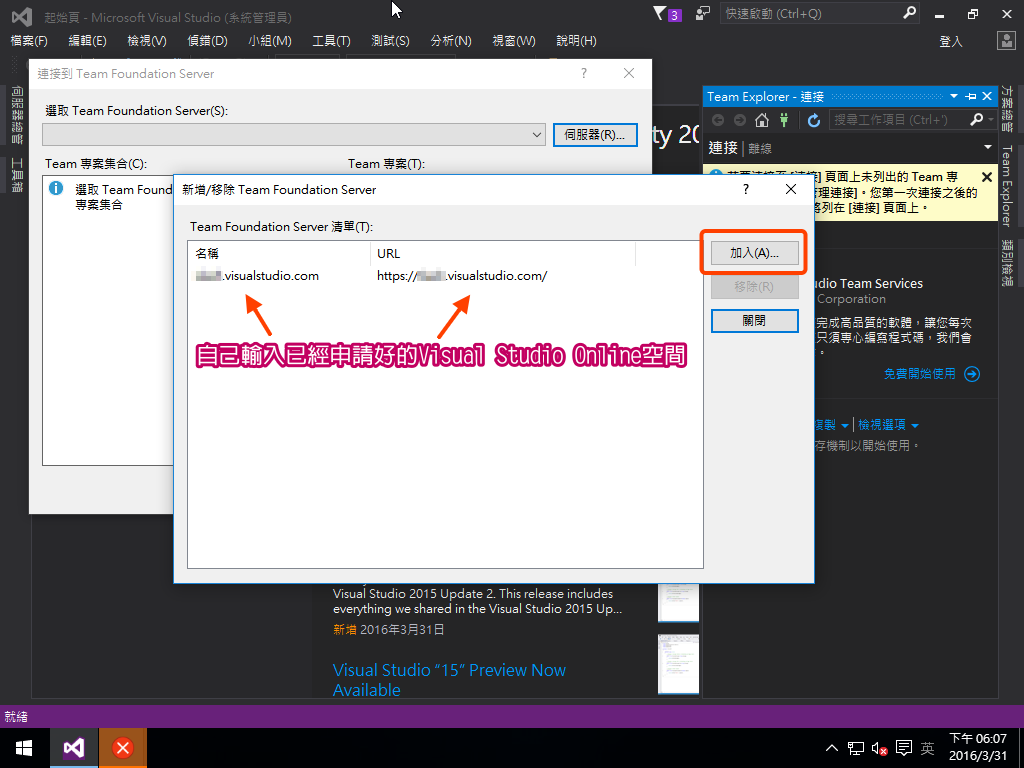 起始頁 - Microsoft Visual Studio (系統管理員)
3
快速啟動 (Ctrl+Q)
檔案(F) 編輯(E) 檢視(V) 偵錯(D) 小組(M) 工具(T) 測試(S) 分析(N) 視窗(W) 說明(H)
登入
伺服器總管
工具箱
連接到 Team Foundation Server
?
選取 Team Foundation Server(S):
伺服器(R)...
Team 專案集合(C):
Team 專案(T):
選取 Team Found
專案集合
ty 20
新增/移除 Team Foundation Server
?
Team Foundation Server 清單(T):
名稱
URL
.visualstudio.com
https://
.visualstudio.com/
加入(A)...
移除(R)
關閉
自己輸入已經申請好的Visual Studio Online空間
Team Explorer - 連接
搜尋工作項目 (Ctrl+')
連接 | 離線
[連接] 頁面上未列出的 Team 專
管理連接]。您第一次連接之後的
將列在 [連接] 頁面上。
udio Team Services
Corporation
完成高品質的軟體，讓您每次
只須專心編寫程式碼，我們會
。
免費開始使用
複製
檢視選項
存機制以開始使用。
方案總管
Team Explorer
類別檢視
Visual Studio 2015 Update 2. This release includes
everything we shared in the Visual Studio 2015 Up...
新增 2016年3月31日
Visual Studio “15” Preview Now
Available
就緒
英
下午 06:07
2016/3/31